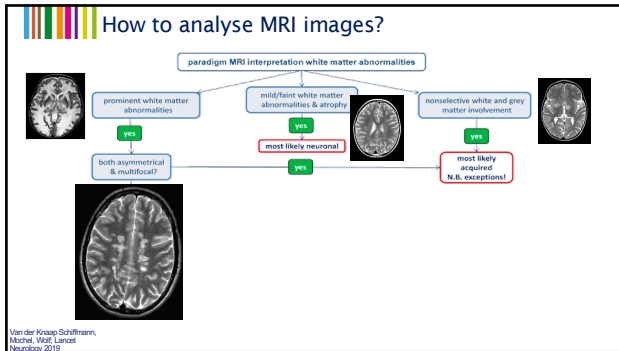 How to analyse MRI images?
paradigm MRI interpretation white matter abnormalities
prominent white matter
abnormalities
mild/faint white matter
abnormalities & atrophy
nonselective white and grey
matter involvement
yes
yes
yes
most likely neuronal
both asymmetrical
& multifocal?
yes
most likely
acquired
N.B. exceptions!
Van der Knaap Schiffmann,
Mochel, Wolf; Lancet
Neurology 2019